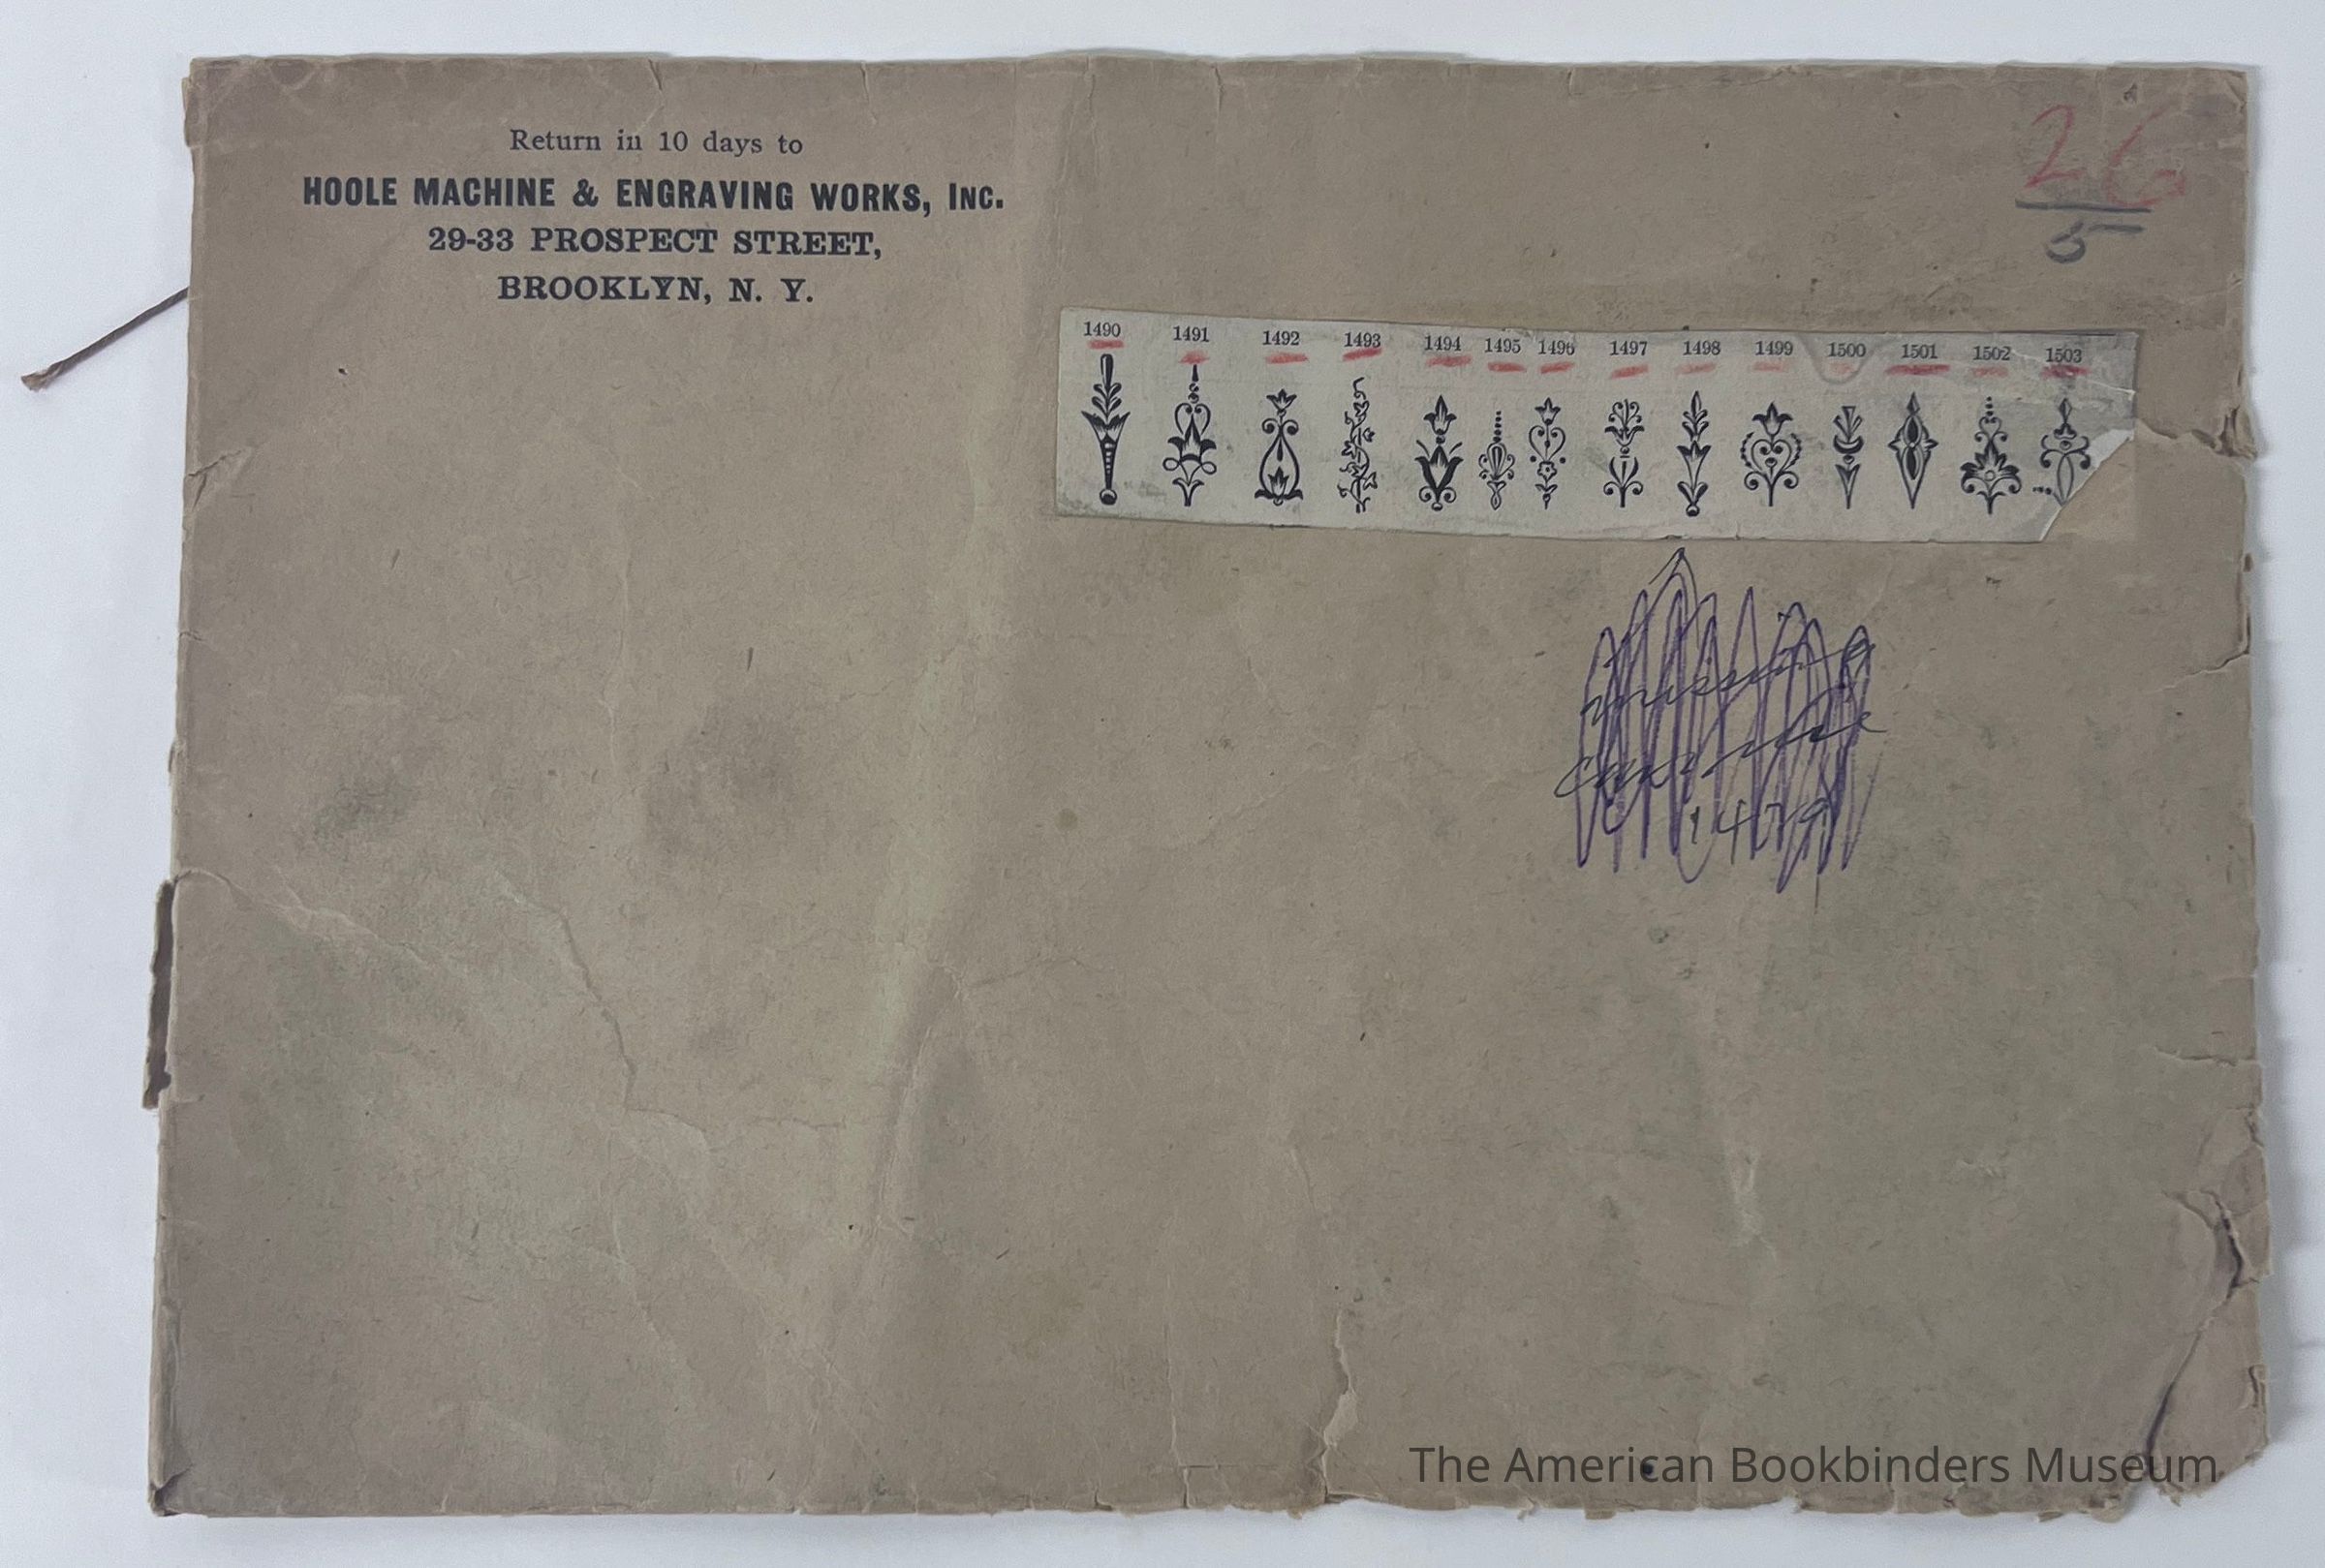 Return in 10 days to
HOOLE MACHINE & ENGRAVING WORKS, INC.
29-33 PROSPECT STREET,
BROOKLYN, N. Y.
26
5
1490 1491 1492 1493 1494 1495 1496 1497 1498 1499 1500 1501 1502 1503
1479
The American Bookbinders Museum